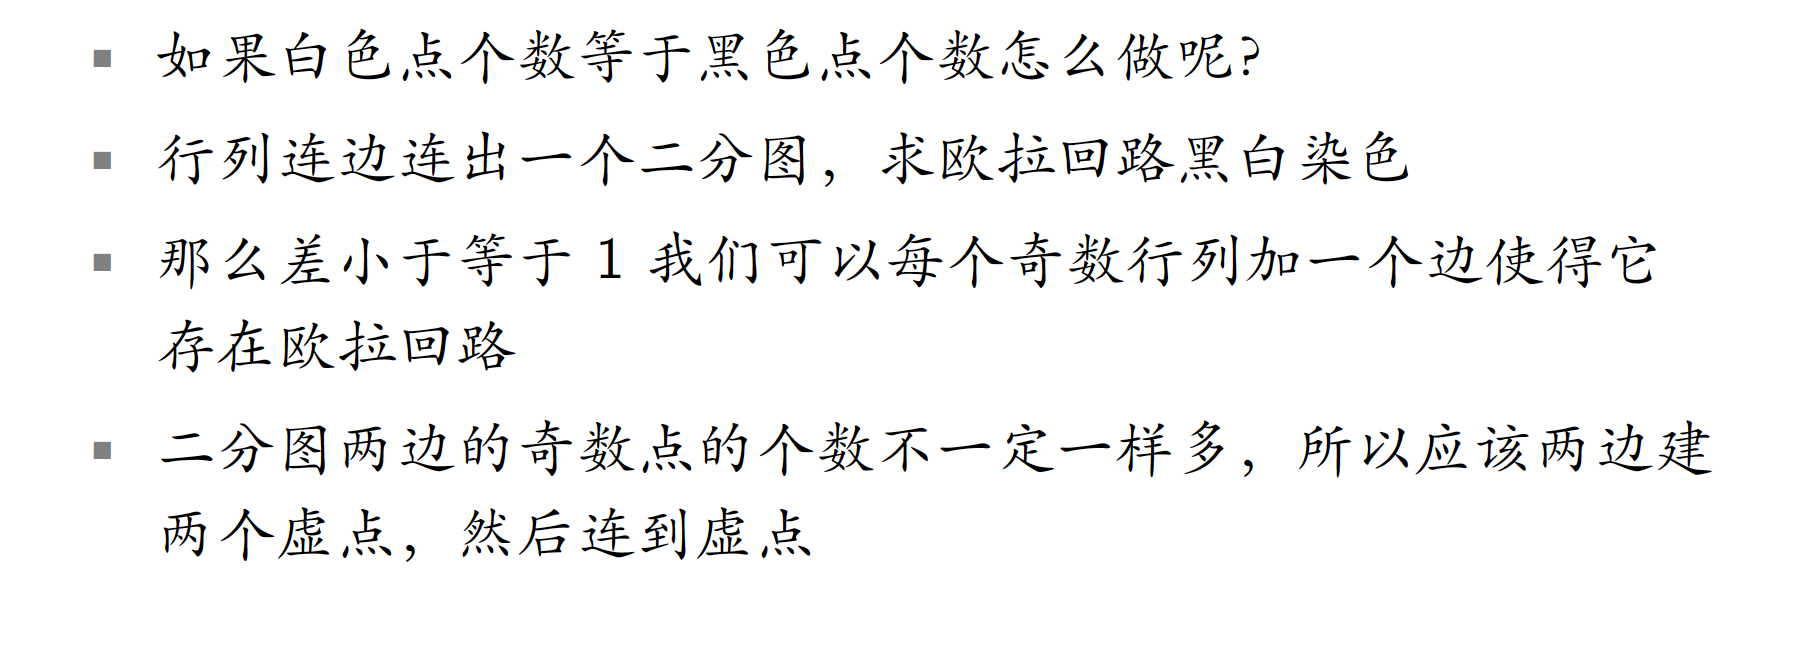 ▪ 如果白色点个数等于黑色点个数怎么做呢?
▪ 行列连边连出一个二分图，求欧拉回路黑白染色
▪ 那么差小于等于 1 我们可以每个奇数行列加一个边使得它
存在欧拉回路
▪ 二分图两边的奇数点的个数不一定一样多，所以应该两边建
两个虚点，然后连到虚点